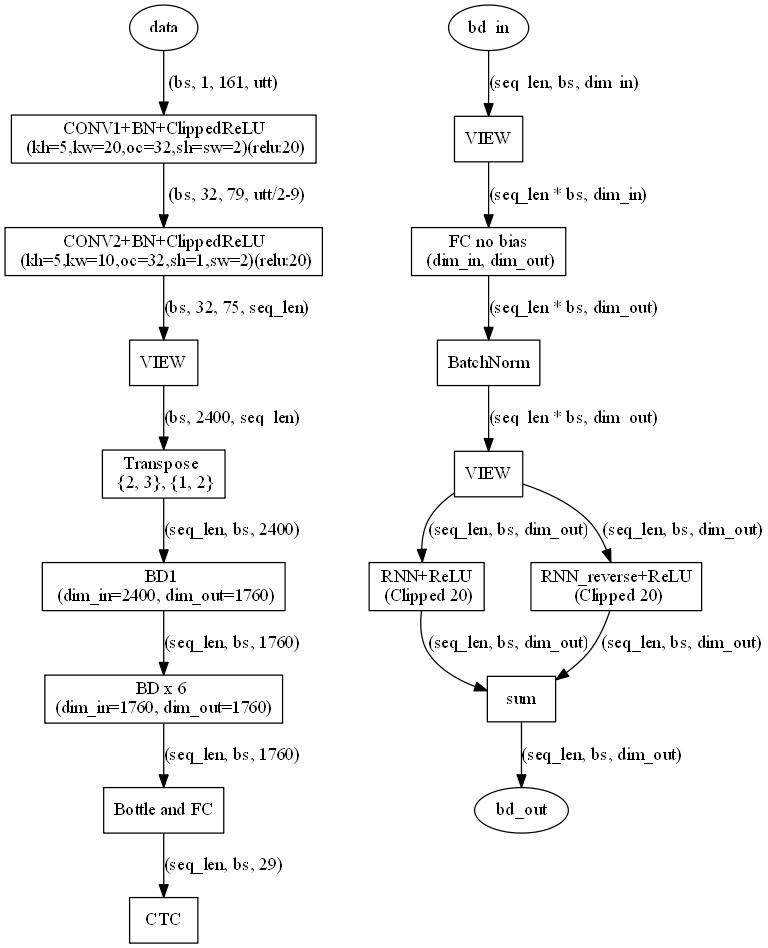 data
(bs, 1, 161, utt)
CONV1+BN+ClippedReLU
(kh=5,kw=20,oc=32,sh=sw=2)(relu:20)
(bs, 32, 79, utt/2-9)
CONV2+BN+ClippedReLU
(kh=5,kw=10,oc=32,sh=1,sw=2)(relu:20)
(bs, 32, 75, seq_len)
VIEW
(bs, 2400, seq_len)
Transpose
{2, 3}, {1, 2}
(seq_len, bs, 2400)
BD1
(dim_in=2400, dim_out=1760)
(seq_len, bs, 1760)
BD x 6
(dim_in=1760, dim_out=1760)
(seq_len, bs, 1760)
Bottle and FC
(seq_len, bs, 29)
CTC
bd_in
(seq_len, bs, dim_in)
VIEW
(seq_len * bs, dim_in)
FC no bias
(dim_in, dim_out)
(seq_len * bs, dim_out)
BatchNorm
(seq_len * bs, dim_out)
VIEW
(seq_len, bs, dim_out)
(seq_len, bs, dim_out)
RNN+ReLU
(Clipped 20)
RNN_reverse+ReLU
(Clipped 20)
(seq_len, bs, dim_out)
(seq_len, bs, dim_out)
sum
(seq_len, bs, dim_out)
bd_out